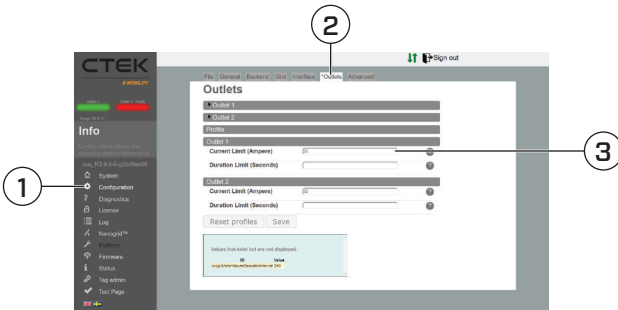 2
Sign out
CTEK
E-MOBILITY
File General Backend Grid Interface *Outlets Advanced
Outlets
Outlet 1
Outlet 2
Profile
Outlet 1
Current Limit (Ampere)
3
Duration Limit (Seconds)
Outlet 2
Current Limit (Ampere)
Duration Limit (Seconds)
Reset profiles Save
Values that exist but are not displayed.
ID Value
Info
Configuration allows the
System
1
Configuration
Diagnostics
License
Log
Nanogrid™
Platform
Firmware
Status
Tag admin
Test Page